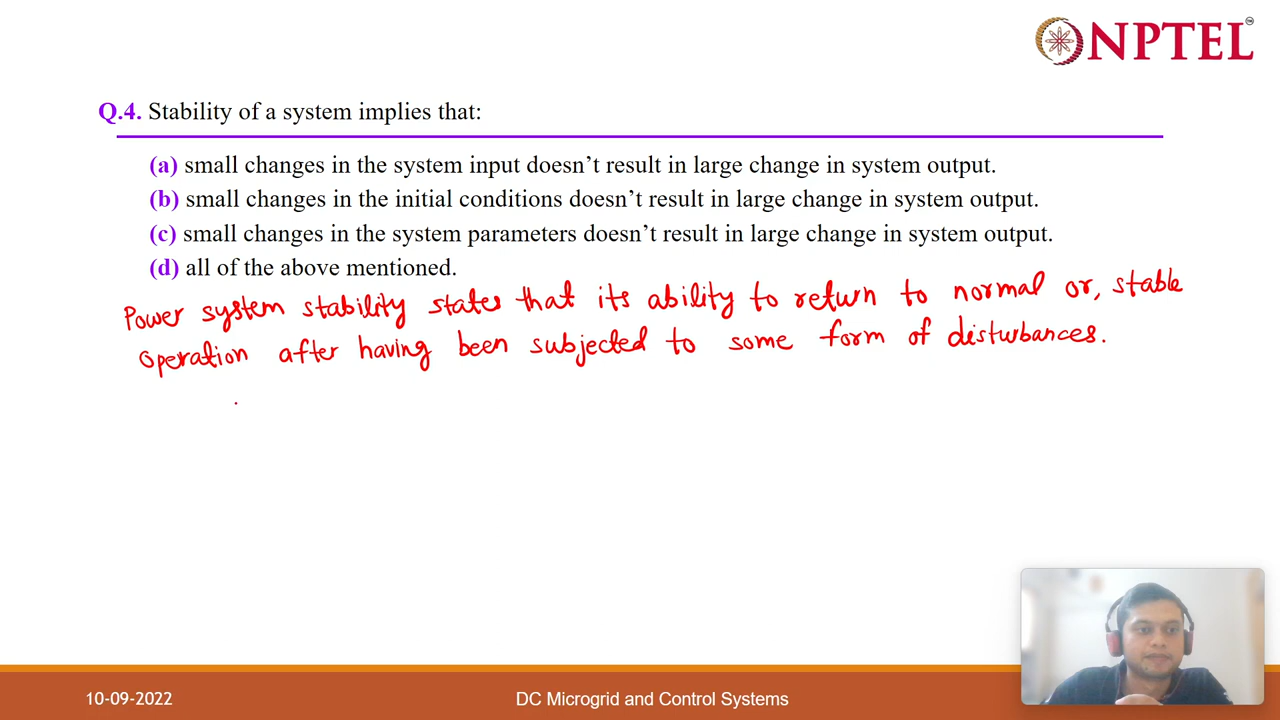 NPTEL
Q.4. Stability of a system implies that:
(a) small changes in the system input doesn't result in large change in system output.
(b) small changes in the initial conditions doesn't result in large change in system output.
(c) small changes in the system parameters doesn't result in large change in system output.
(d) all of the above mentioned.
Power system stability states that its ability to return to normal or, stable
operation after having been subjected to some form of disturbances.
10-09-2022 DC Microgrid and Control Systems